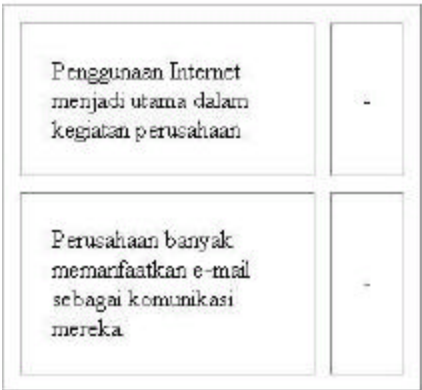 Penggunaan Internet
menjadi utama dalam
kegiatan perusahaan
-
Perusahaan banyak
memanfaatkan e-mail
sebagai komunikasi
mereka
-